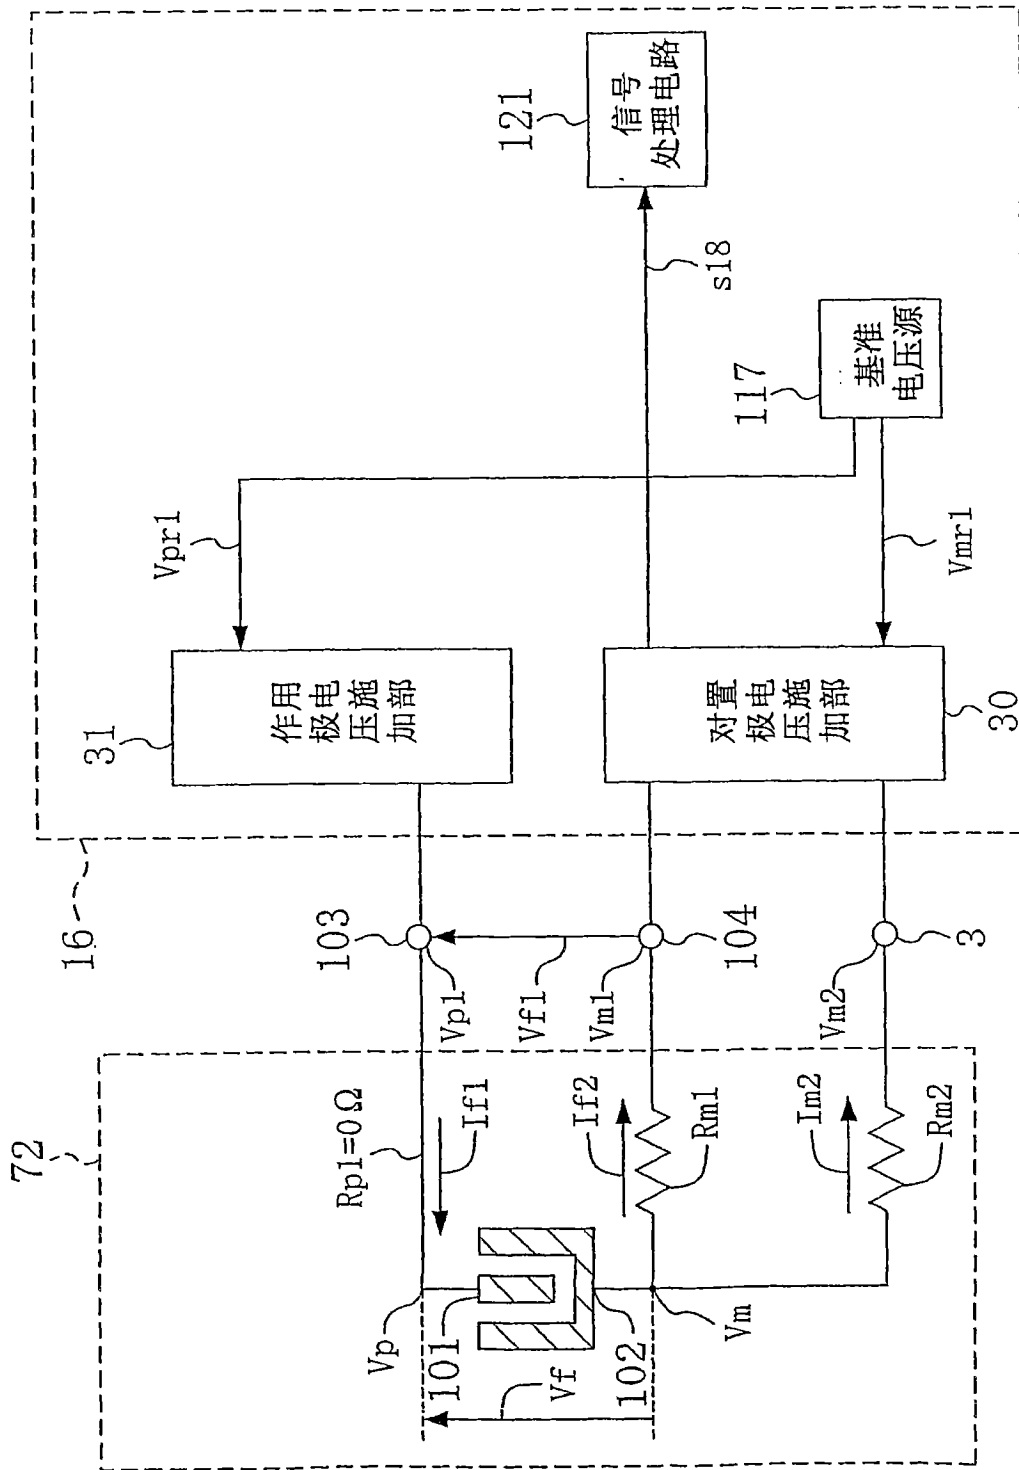 72
16
Vp
101
Vf
102
Vm
Rp1=0Ω
If1
If2
Rm1
Im2
Rm2
103
Vp1
Vf1
Vm1
104
Vm2
3
31
作用
极电
压施
加部
对置
极电
压施
加部
30
Vpr1
Vmr1
117
基准
电压源
s18
121
信号
处理电路